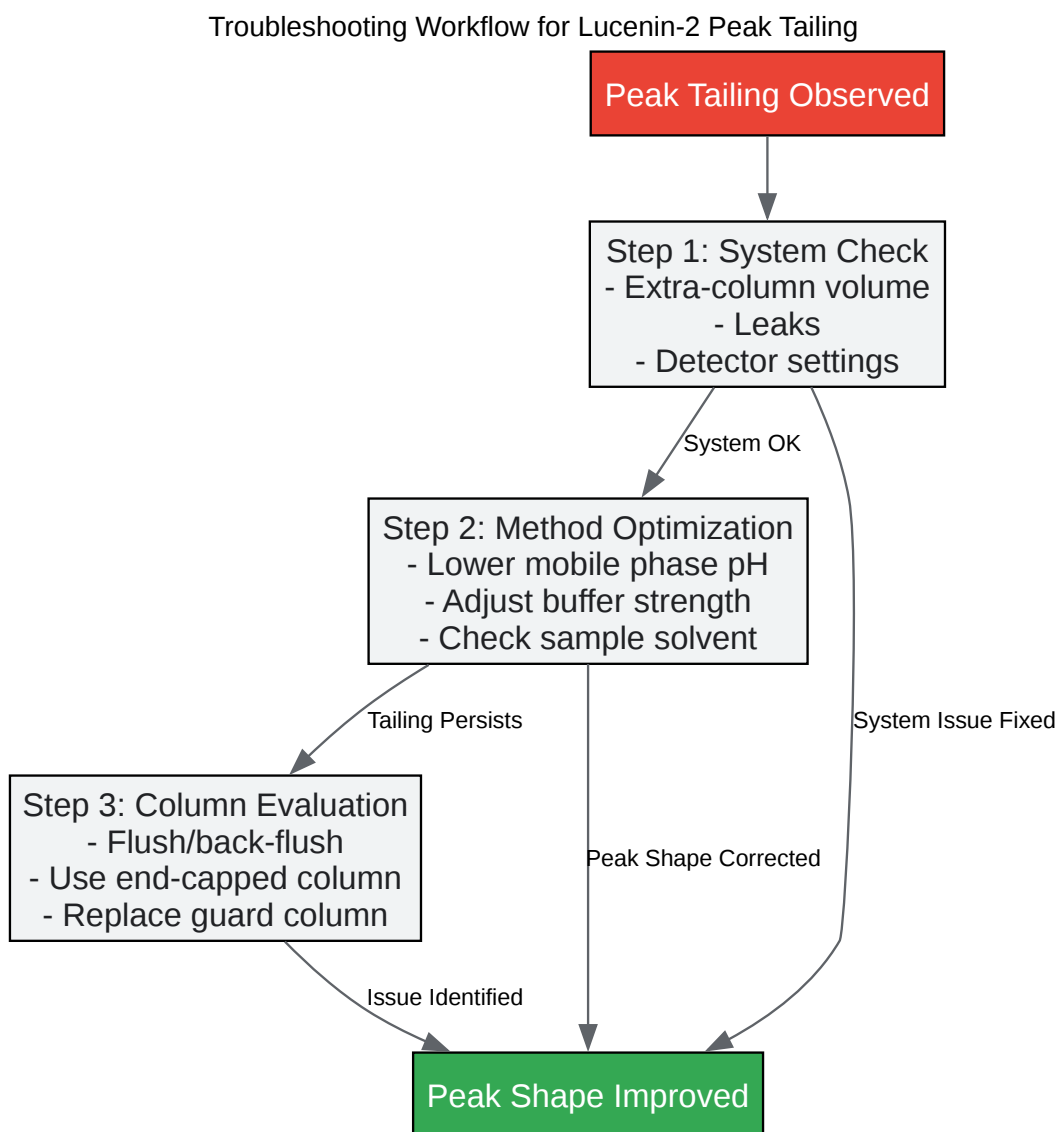 Troubleshooting Workflow for Lucenin-2 Peak Tailing
Peak Tailing Observed
Step 1: System Check
- Extra-column volume
- Leaks
- Detector settings
System OK
Step 2: Method Optimization
- Lower mobile phase pH
- Adjust buffer strength
- Check sample solvent
Tailing Persists
System Issue Fixed
Step 3: Column Evaluation
- Flush/back-flush
- Use end-capped column
- Replace guard column
Peak Shape Corrected
Issue Identified
Peak Shape Improved